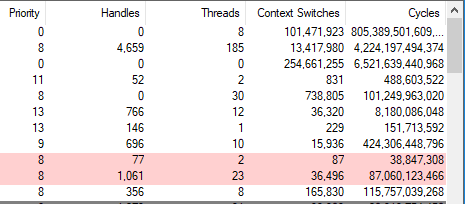 Priority Handles Threads Context Switches Cycles
0 0 8 101,471,923 805,389,501,609,...
8 4,659 185 13,417,980 4,224,197,494,374
0 0 0 254,661,255 6,521,639,440,968
11 52 2 831 488,603,522
8 0 30 738,805 101,249,963,020
13 766 12 36,320 8,180,086,048
13 146 1 229 151,713,592
9 696 10 15,936 424,306,448,796
8 77 2 87 38,847,308
8 1,061 23 36,496 87,060,123,466
8 356 8 165,830 115,757,039,268